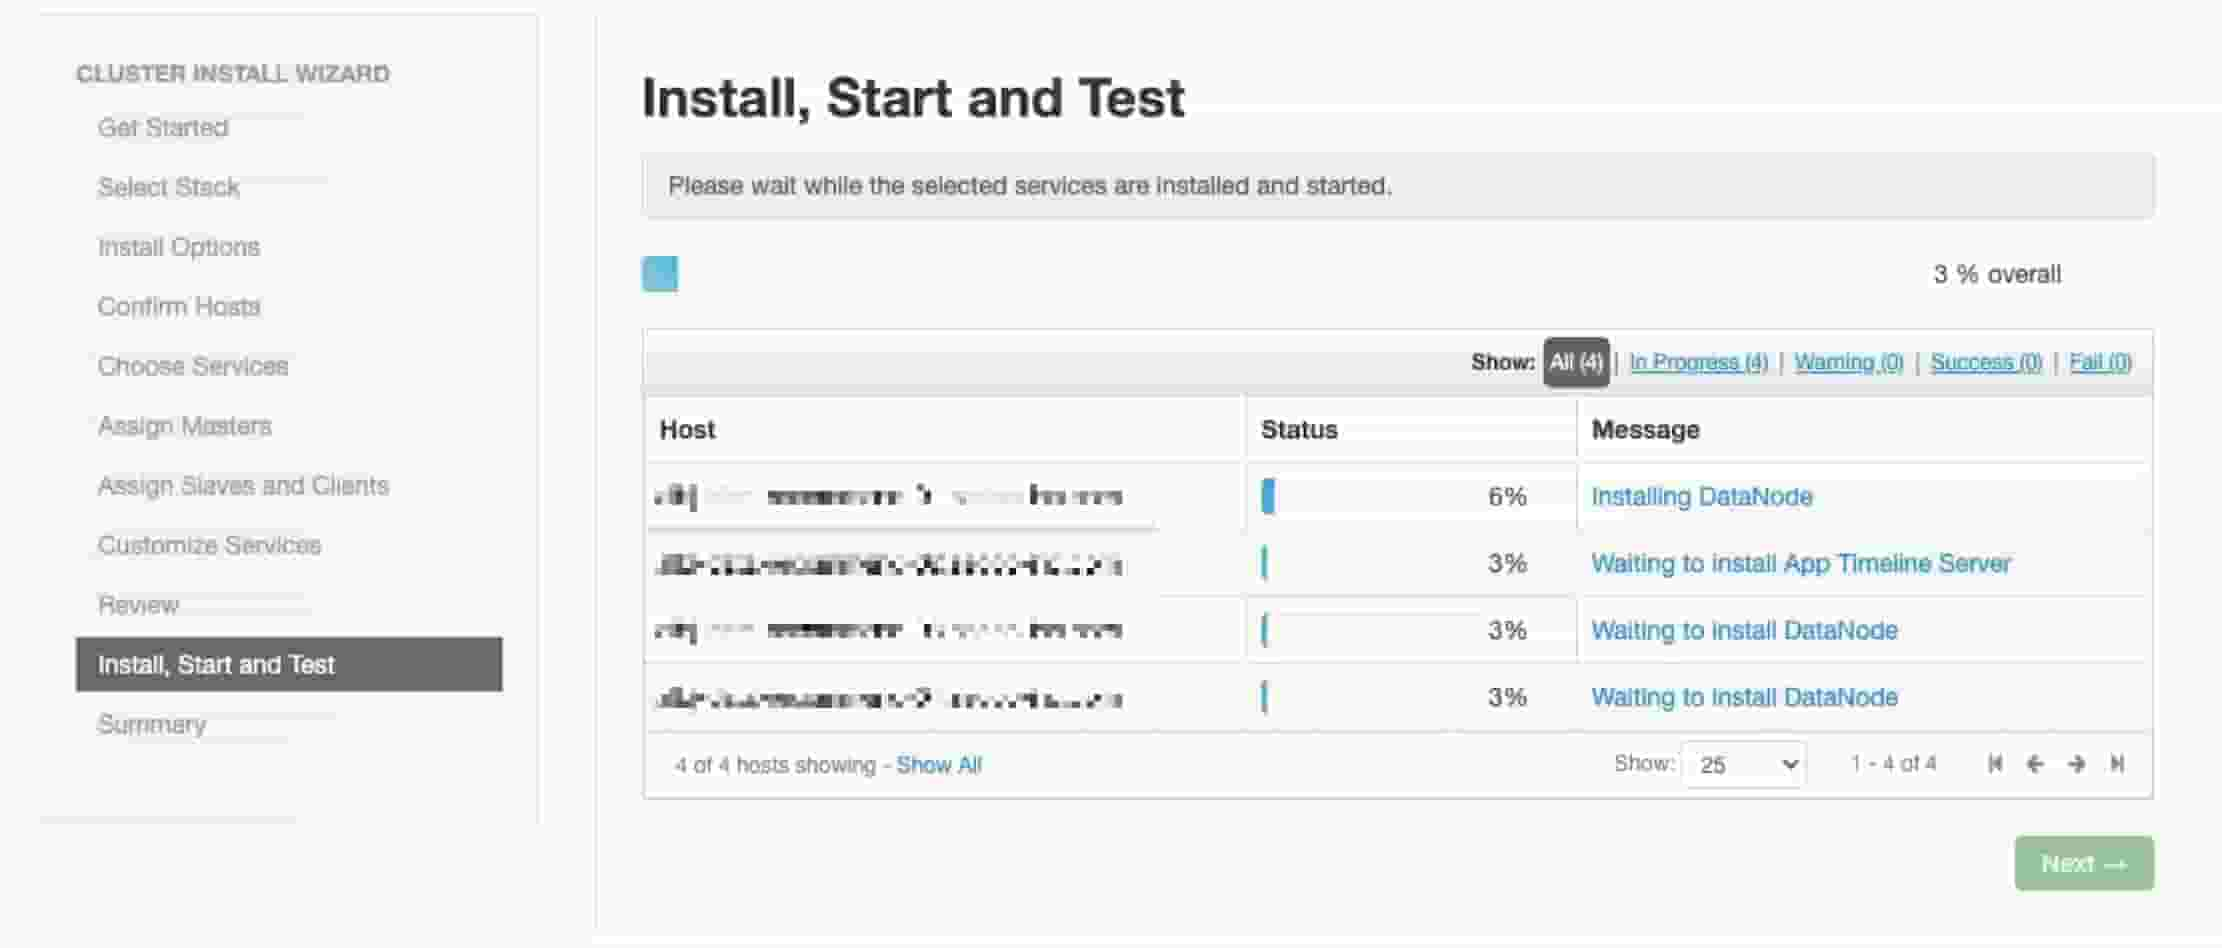 CLUSTER INSTALL WIZARD
Get Started
Select Stack
Install Options
Confirm Hosts
Choose Services
Assign Masters
Assign Slaves and Clients
Customize Services
Review
Install, Start and Test
Summary
Install, Start and Test
Please wait while the selected services are installed and started.
3 % overall
Show: All (4) | In Progress (4) | Warning (0) | Success (0) | Fail (0)
Host Status Message
6% Installing DataNode
3% Waiting to install App Timeline Server
3% Waiting to install DataNode
3% Waiting to install DataNode
4 of 4 hosts showing - Show All Show: 25 1 - 4 of 4
Next →